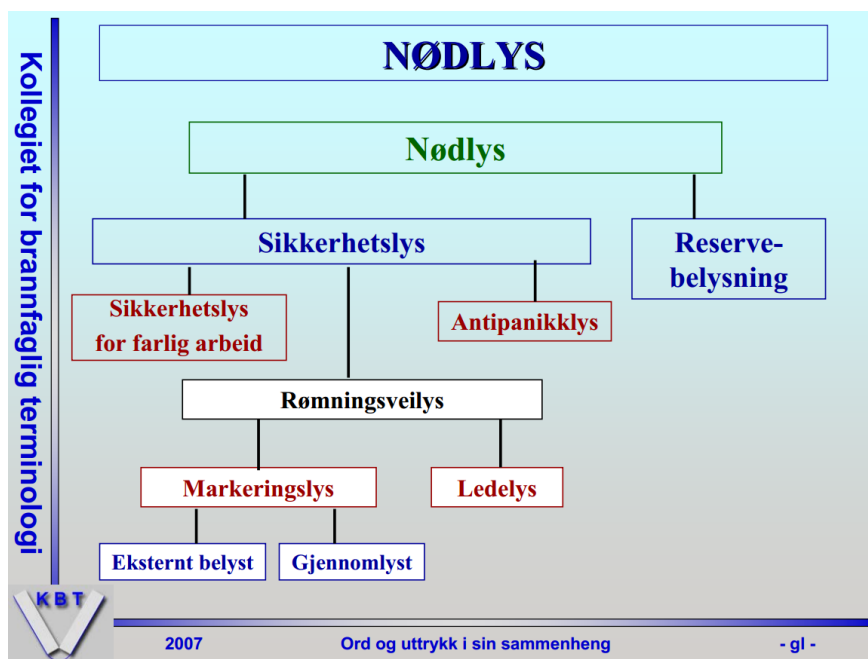 NØDLYS
Kollegiet for brannfaglig terminologi
Nødlys
Sikkerhetslys
Reserve-
belysning
Sikkerhetslys
for farlig arbeid
Antipanikklys
Rømningsveilys
Markeringslys
Ledelys
Eksternt belyst
Gjennomlyst
KBT
2007
Ord og uttrykk i sin sammenheng
- gl -